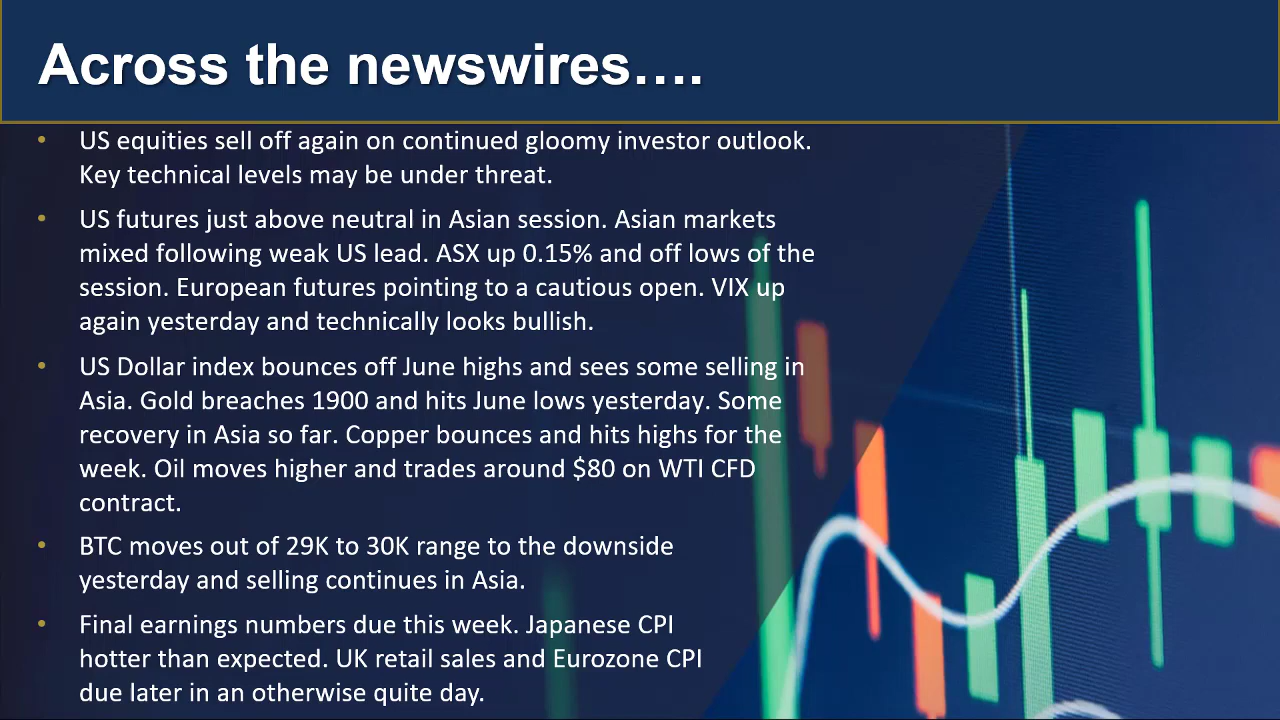 Across the newswires….
• US equities sell off again on continued gloomy investor outlook.
Key technical levels may be under threat.
• US futures just above neutral in Asian session. Asian markets
mixed following weak US lead. ASX up 0.15% and off lows of the
session. European futures pointing to a cautious open. VIX up
again yesterday and technically looks bullish.
• US Dollar index bounces off June highs and sees some selling in
Asia. Gold breaches 1900 and hits June lows yesterday. Some
recovery in Asia so far. Copper bounces and hits highs for the
week. Oil moves higher and trades around $80 on WTI CFD
contract.
• BTC moves out of 29K to 30K range to the downside
yesterday and selling continues in Asia.
• Final earnings numbers due this week. Japanese CPI
hotter than expected. UK retail sales and Eurozone CPI
due later in an otherwise quite day.